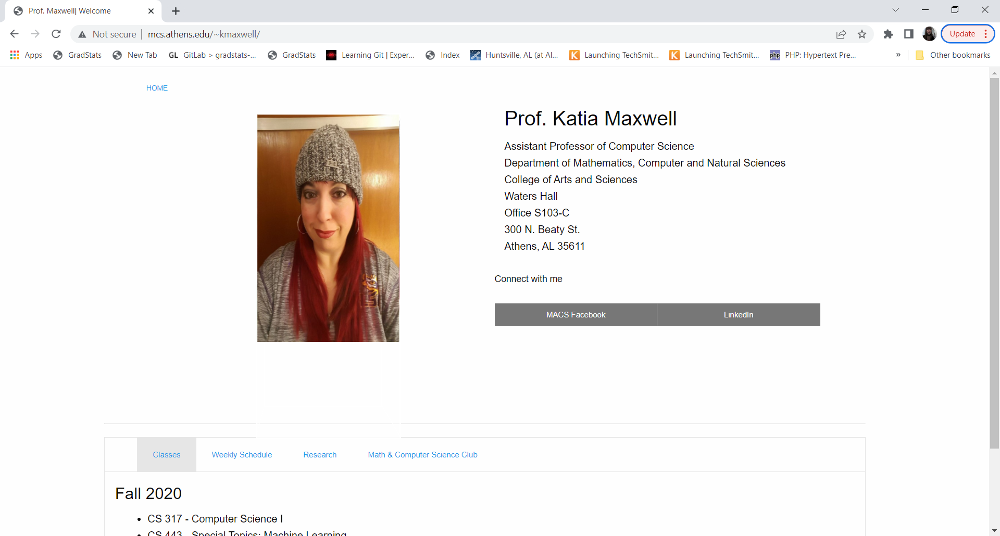 Prof. Maxwell| Welcome
Not secure | mcs.athens.edu/~kmaxwell/
Update
Apps
GradStats
New Tab
GL GitLab > gradstats-...
GradStats
Learning Git | Exper...
Index
Huntsville, AL (at Al...
K Launching TechSmit...
K Launching TechSmit...
php PHP: Hypertext Pre...
»
Other bookmarks
HOME
Prof. Katia Maxwell
Assistant Professor of Computer Science
Department of Mathematics, Computer and Natural Sciences
College of Arts and Sciences
Waters Hall
Office S103-C
300 N. Beaty St.
Athens, AL 35611
Connect with me
MACS Facebook
LinkedIn
Classes
Weekly Schedule
Research
Math & Computer Science Club
Fall 2020
• CS 317 - Computer Science I
• CS 443 - Special Topics: Machine Learning